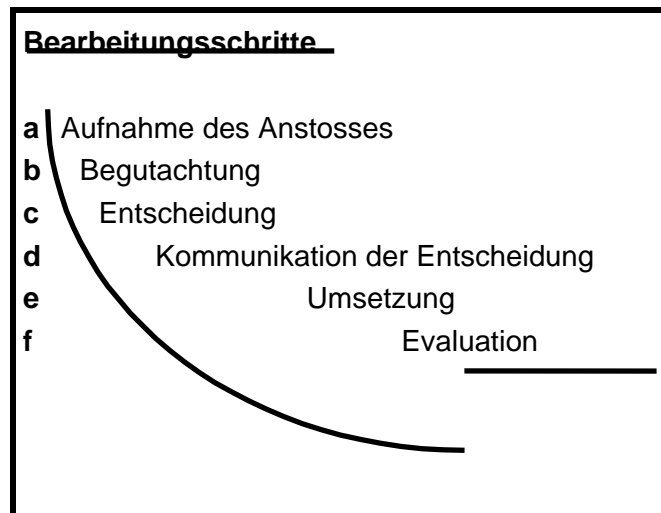 Bearbeitungsschritte
a Aufnahme des Anstosses
b Begutachtung
c Entscheidung
d Kommunikation der Entscheidung
e Umsetzung
f Evaluation